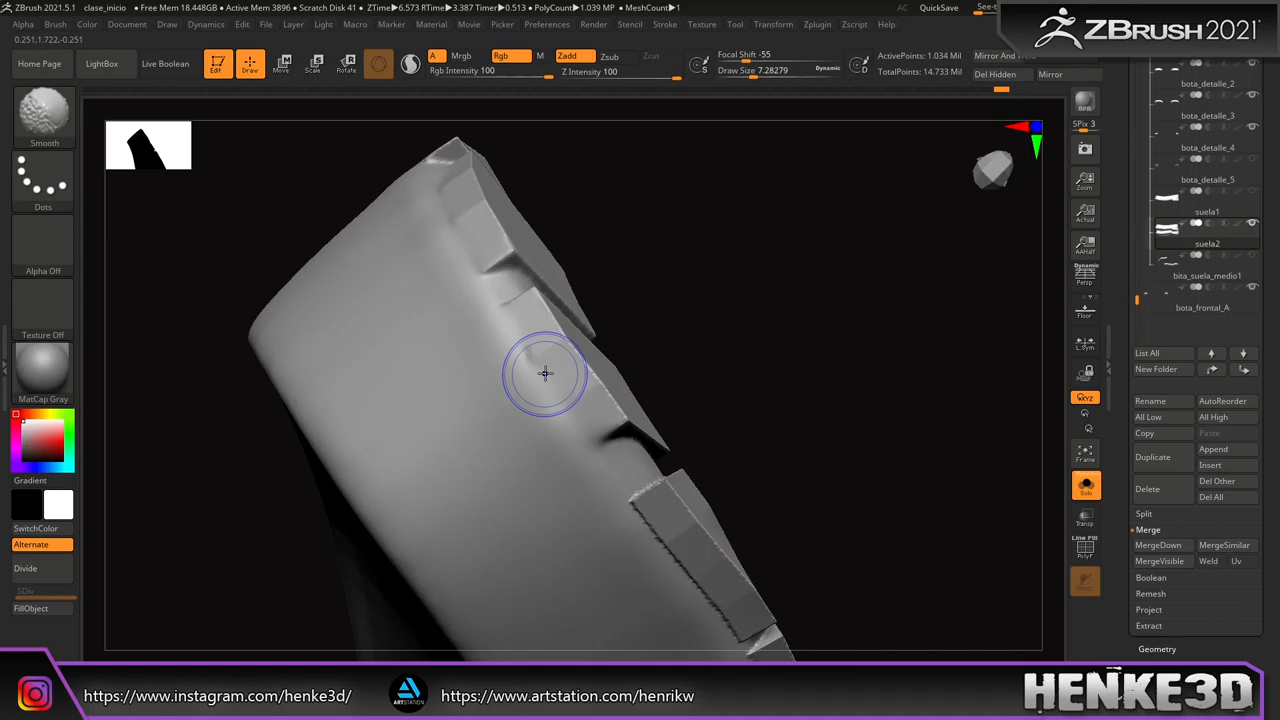 ZBrush 2021.5.1 clase_inicio • Free Mem 18.448GB • Active Mem 3896 • Scratch Disk 41 • ZTime▶6.573 RTime▶3.387 Timer▶0.513 • PolyCount▶1.039 MP • MeshCount▶1
AC QuickSave See-t
Alpha Brush Color Document Draw Dynamics Edit File Layer Light Macro Marker Material Movie Picker Preferences Render Stencil Stroke Texture Tool Transform Zplugin Zscript Help
ZBRUSH 2021
0.251,1.722,-0.251
Home Page LightBox Live Boolean Edit Draw Move Scale Rotate
A Mrgb Rgb M Zadd Zsub Zcut
Rgb Intensity 100 Z Intensity 100
Focal Shift -55
Draw Size 7.28279 Dynamic
ActivePoints: 1.034 Mil
TotalPoints: 14.733 Mil
Del Hidden Mirror
Smooth
Dots
Alpha Off
Texture Off
MatCap Gray
Gradient
SwitchColor
Alternate
Divide
SDiv
FillObject
BPR
SPix 3
Zoom
Actual
AAHalf
Dynamic
Persp
Floor
L.Sym
XYZ
Frame
Solo
Transp
Line Fill
PolyF
bota_detalle_2
bota_detalle_3
bota_detalle_4
bota_detalle_5
suela1
suela2
bita_suela_medio1
bota_frontal_A
List All
New Folder
Rename AutoReorder
All Low All High
Copy Paste
Duplicate Append
Insert
Delete Del Other
Del All
Split
Merge
MergeDown MergeSimilar
MergeVisible Weld Uv
Boolean
Remesh
Project
Extract
Geometry
https://www.instagram.com/henke3d/
ARTSTATION
https://www.artstation.com/henrikw
HENKE3D